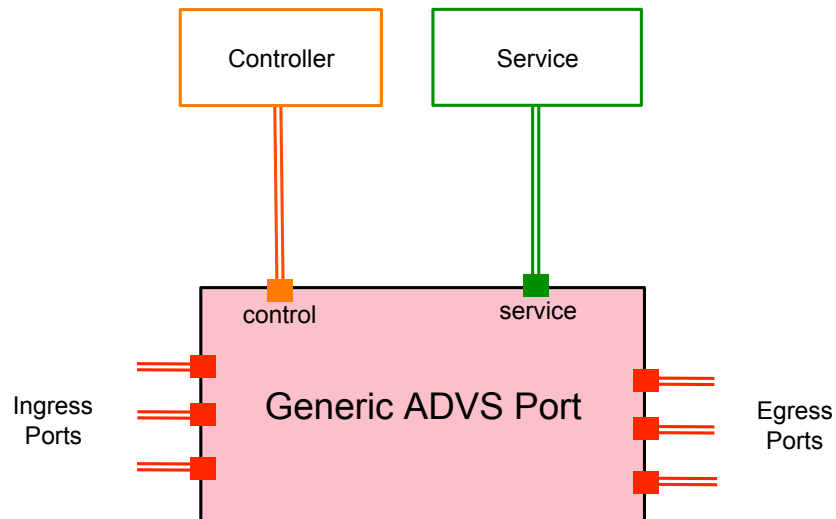 Controller
Service
control
service
Generic ADVS Port
Ingress
Ports
Egress
Ports